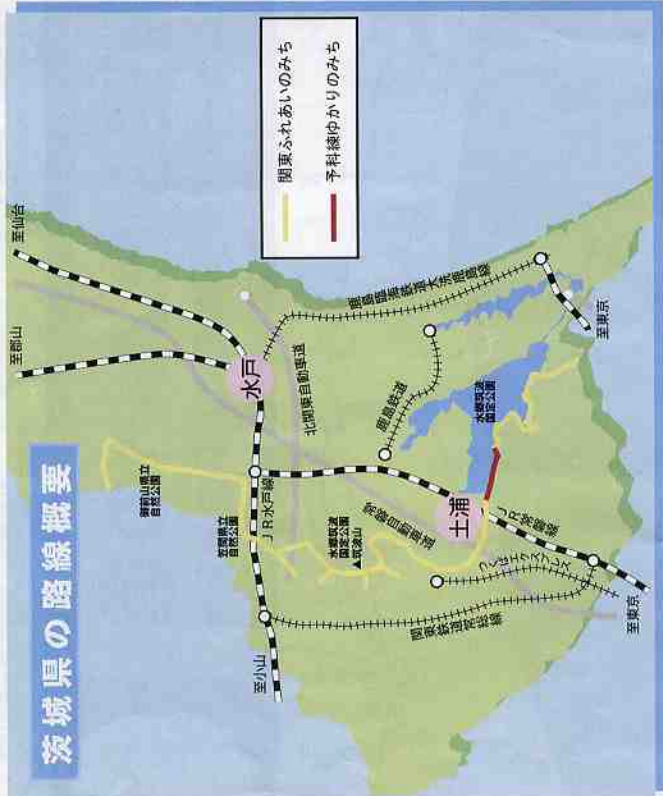 茨城県の路線概要
関東ふれあいのみち
予科練ゆかりのみち
至仙台
至郡山
水戸
北関東自動車道
鹿島臨海鉄道大洗鹿島線
鹿島鉄道
御前山県立
自然公園
笠間県立
自然公園
JR水戸線
至小山
水郷筑波
国定公園
▲筑波山
常磐自動車道
土浦
水郷筑波
国定公園
JR常磐線
つくばエクスプレス
関東鉄道常総線
至東京
至東京